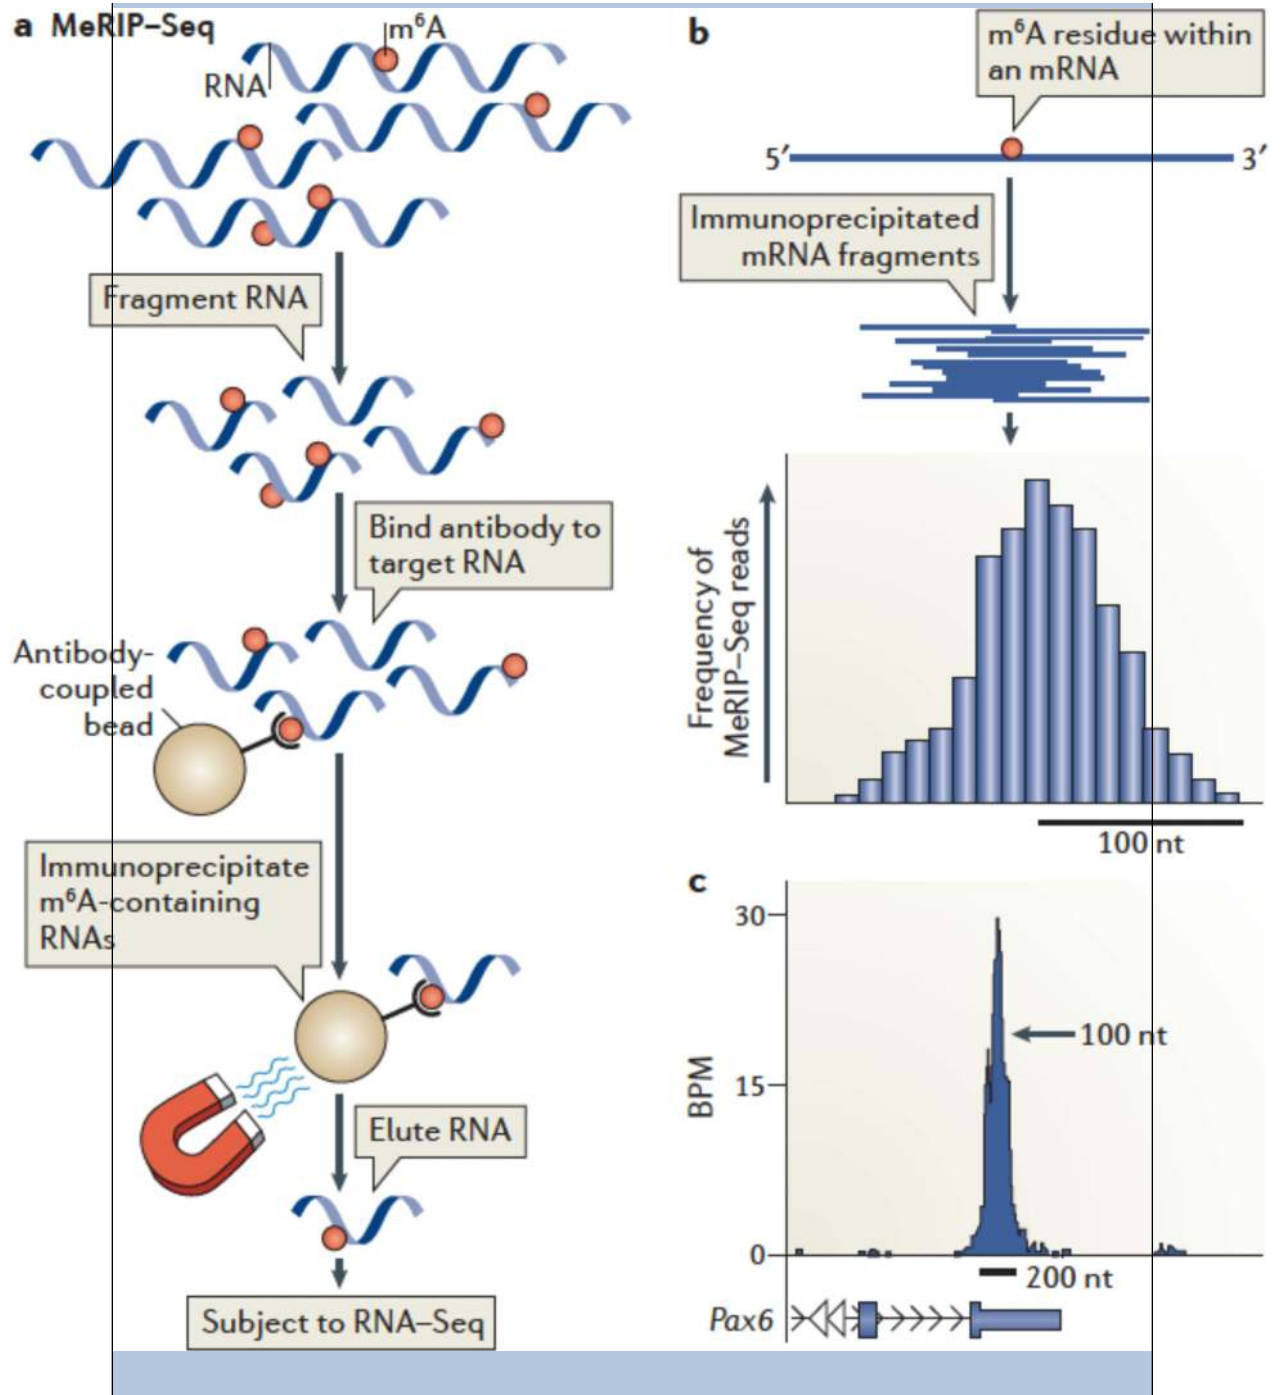 a MeRIP–Seq
m⁶A
RNA
Fragment RNA
Bind antibody to
target RNA
Antibody-
coupled
bead
Immunoprecipitate
m⁶A-containing
RNAs
Elute RNA
Subject to RNA–Seq
b
m⁶A residue within
an mRNA
5′
3′
Immunoprecipitated
mRNA fragments
Frequency of
MeRIP–Seq reads
100 nt
c
30
15
0
BPM
100 nt
200 nt
Pax6